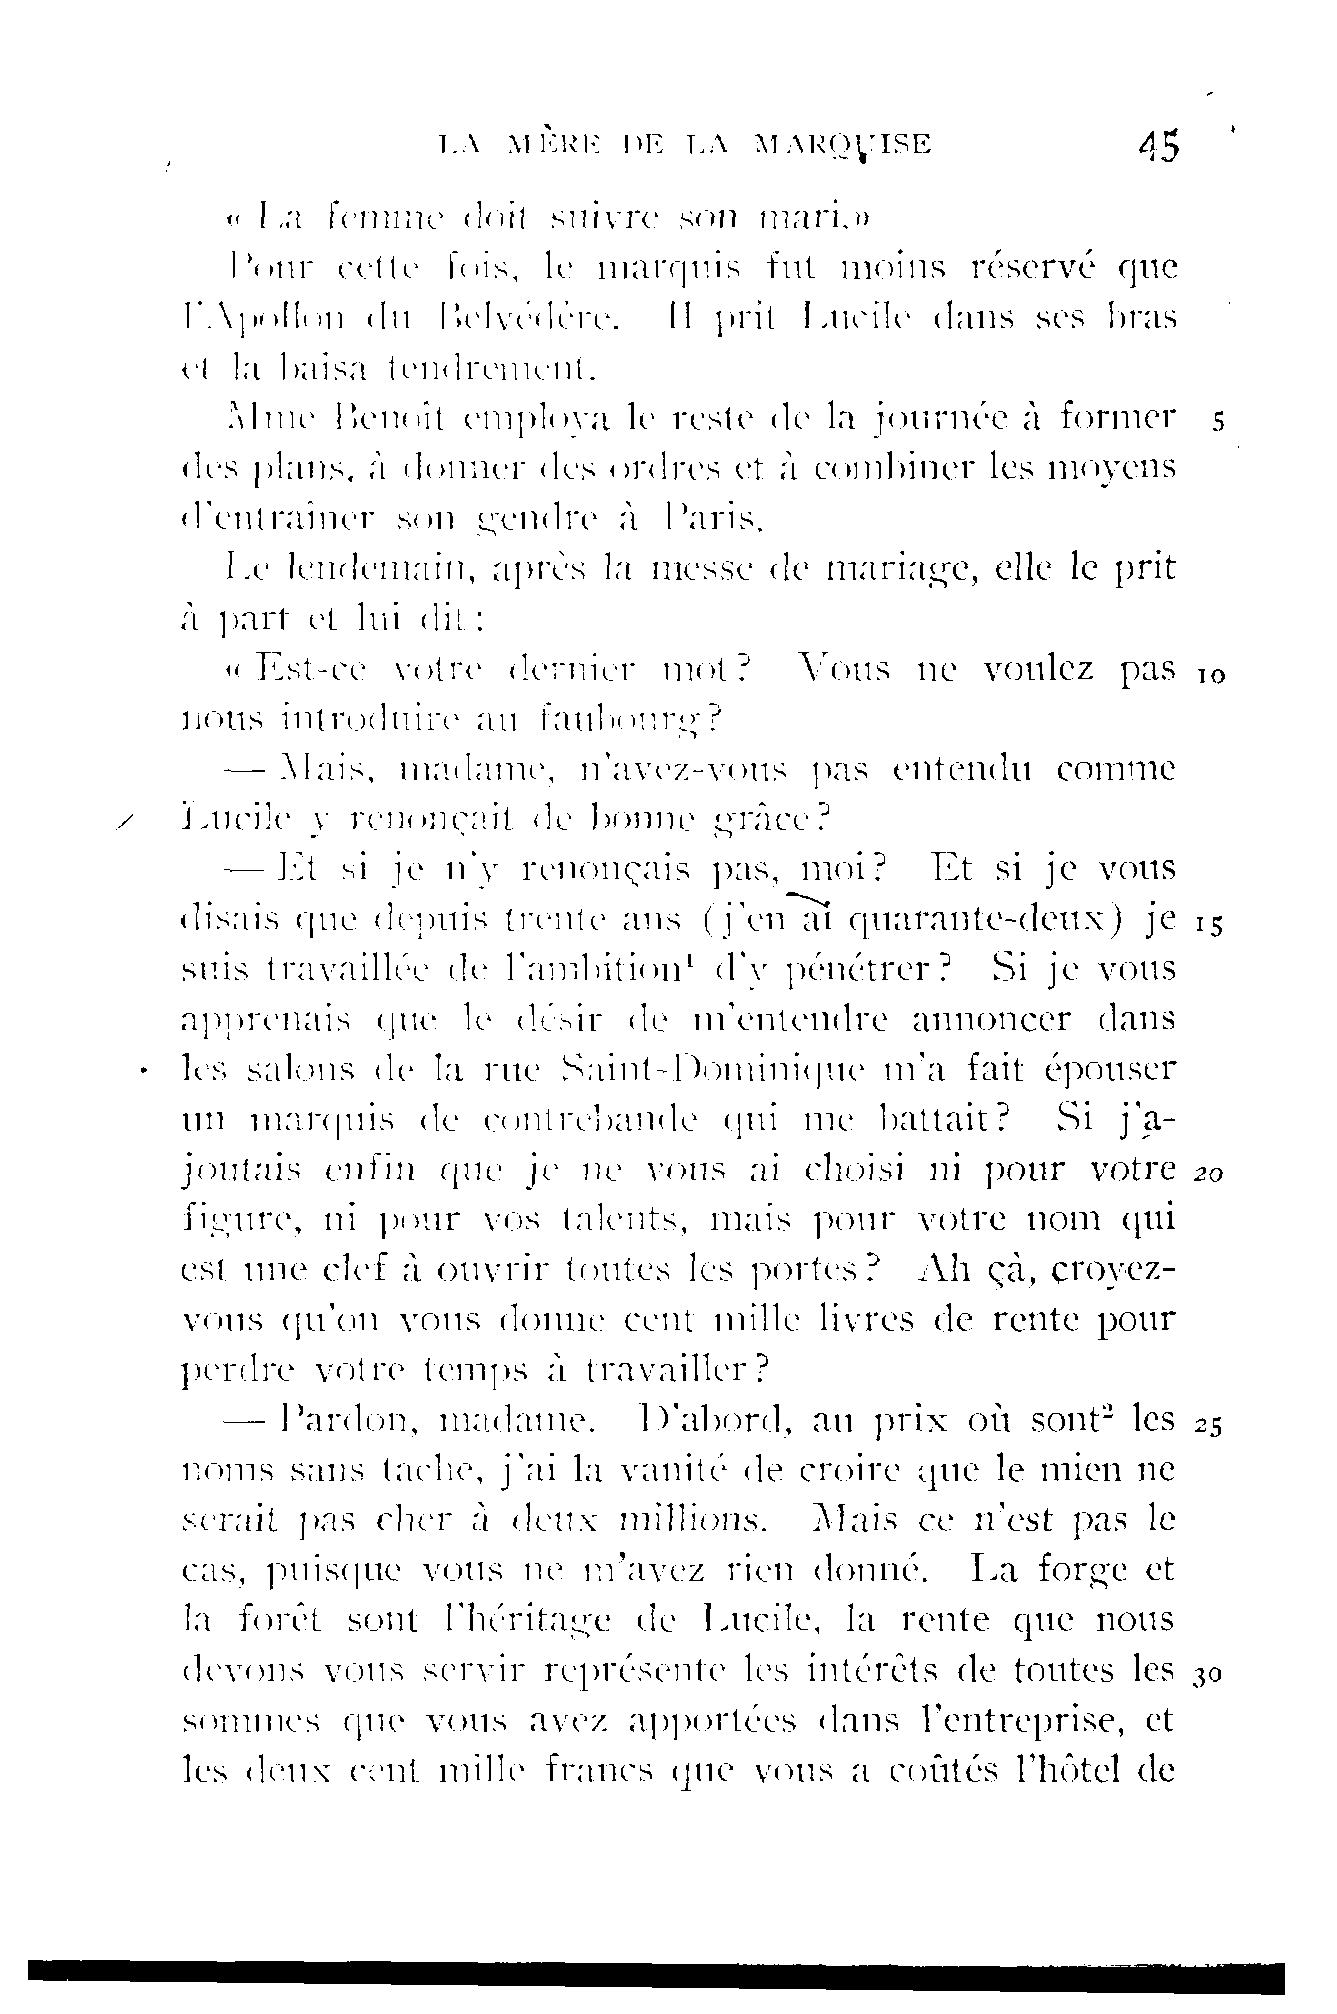 LA MÈRE DE LA MARQUISE 45
« La femme doit suivre son mari.»
Pour cette fois, le marquis fut moins réservé que
l'Apollon du Belvédère. Il prit Lucile dans ses bras
et la baisa tendrement.
Mme Benoît employa le reste de la journée à former 5
des plans, à donner des ordres et à combiner les moyens
d'entraîner son gendre à Paris.
Le lendemain, après la messe de mariage, elle le prit
à part et lui dit :
« Est-ce votre dernier mot? Vous ne voulez pas 10
nous introduire au faubourg?
— Mais, madame, n'avez-vous pas entendu comme
Lucile y renonçait de bonne grâce?
— Et si je n'y renonçais pas, moi? Et si je vous
disais que depuis trente ans (j'en ai quarante-deux) je 15
suis travaillée de l'ambition¹ d'y pénétrer? Si je vous
apprenais que le désir de m'entendre annoncer dans
les salons de la rue Saint-Dominique m'a fait épouser
un marquis de contrebande qui me battait? Si j'a-
joutais enfin que je ne vous ai choisi ni pour votre 20
figure, ni pour vos talents, mais pour votre nom qui
est une clef à ouvrir toutes les portes? Ah çà, croyez-
vous qu'on vous donne cent mille livres de rente pour
perdre votre temps à travailler?
— Pardon, madame. D'abord, au prix où sont² les 25
noms sans tache, j'ai la vanité de croire que le mien ne
serait pas cher à deux millions. Mais ce n'est pas le
cas, puisque vous ne m'avez rien donné. La forge et
la forêt sont l'héritage de Lucile, la rente que nous
devons vous servir représente les intérêts de toutes les 30
sommes que vous avez apportées dans l'entreprise, et
les deux cent mille francs que vous a coûtés l'hôtel de